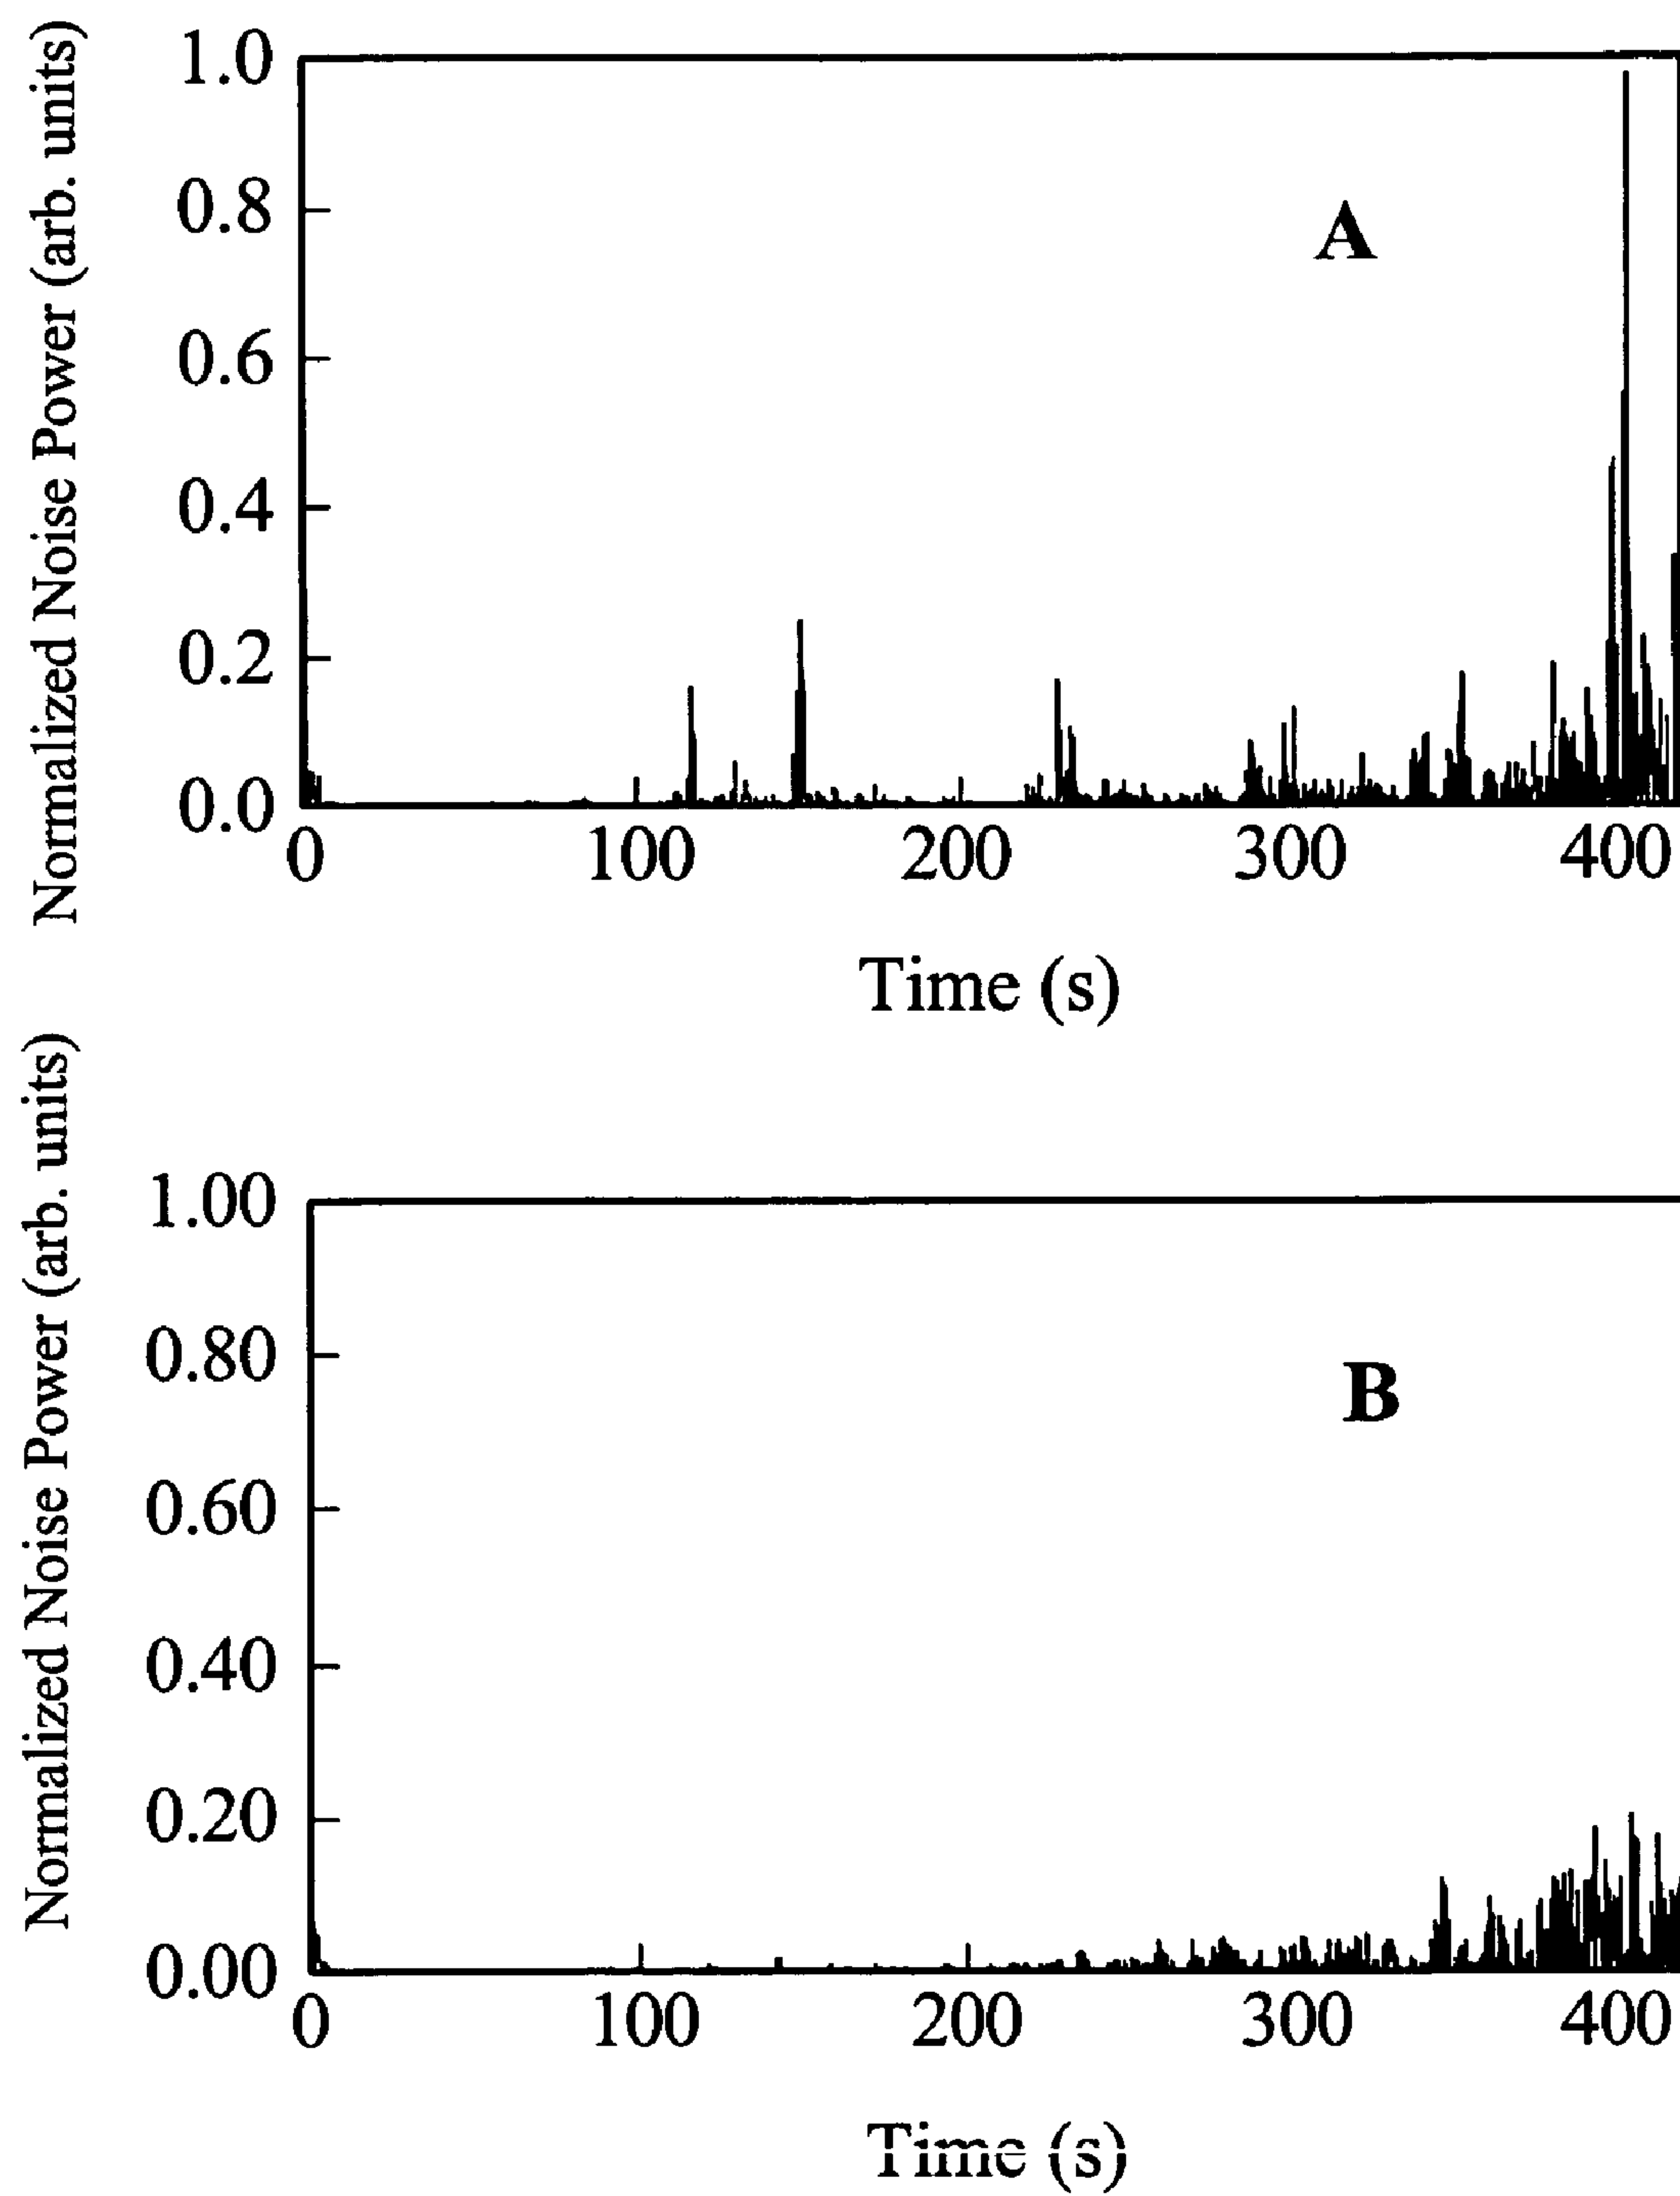 Normalized Noise Power (arb. units)
1.0
0.8
0.6
0.4
0.2
0.0
A
0 100 200 300 400
Time (s)
Normalized Noise Power (arb. units)
1.00
0.80
0.60
0.40
0.20
0.00
B
0 100 200 300 400
Time (s)